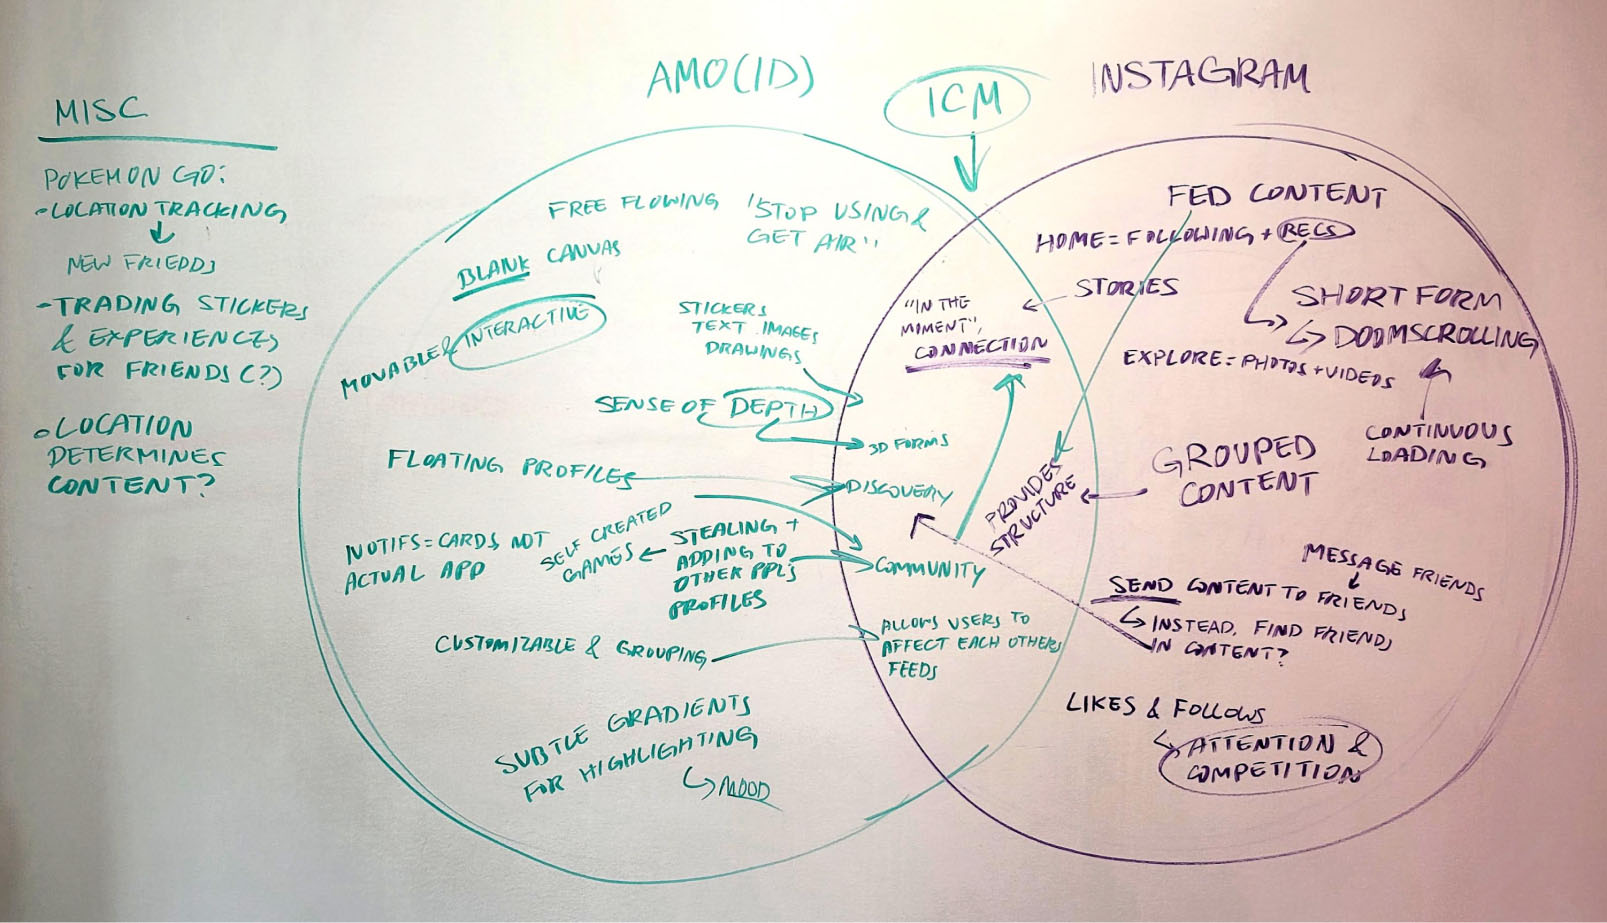 MISC
POKEMON GO:
-LOCATION TRACKING
NEW FRIEDDS
-TRADING STICKERS
& EXPERIENCES
FOR FRIENDS (?)
LOCATION
DETERMINES
CONTENT?
AMO(ID)
ICM
INSTAGRAM
FREE FLOWING
"STOP USING &
GET AIR"
BLANK CANVAS
MOVABLE & INTERACTIVE
STICKERS
TEXT IMAGES
DRAWINGS
SENSE OF DEPTH
FLOATING PROFILES
NOTIFS = CARDS, NOT
ACTUAL APP
SELF CREATED
GAMES
STEALING +
ADDING TO
OTHER PPL'S
PROFILES
CUSTOMIZABLE & GROUPING
SUBTLE GRADIENTS
FOR HIGHLIGHTING
MOOD
"IN THE
MOMENT",
CONNECTION
3D FORMS
DISCOVERY
PROVIDES
STRUCTURE
COMMUNITY
ALLOWS USERS TO
AFFECT EACH OTHERS
FEEDS
FED CONTENT
HOME = FOLLOWING + RECS
STORIES
SHORT FORM
DOOMSCROLLING
EXPLORE = PHOTOS + VIDEOS
CONTINUOUS
LOADING
GROUPED
CONTENT
MESSAGE FRIENDS
SEND CONTENT TO FRIENDS
INSTEAD, FIND FRIENDS
IN CONTENT?
LIKES & FOLLOWS
ATTENTION &
COMPETITION